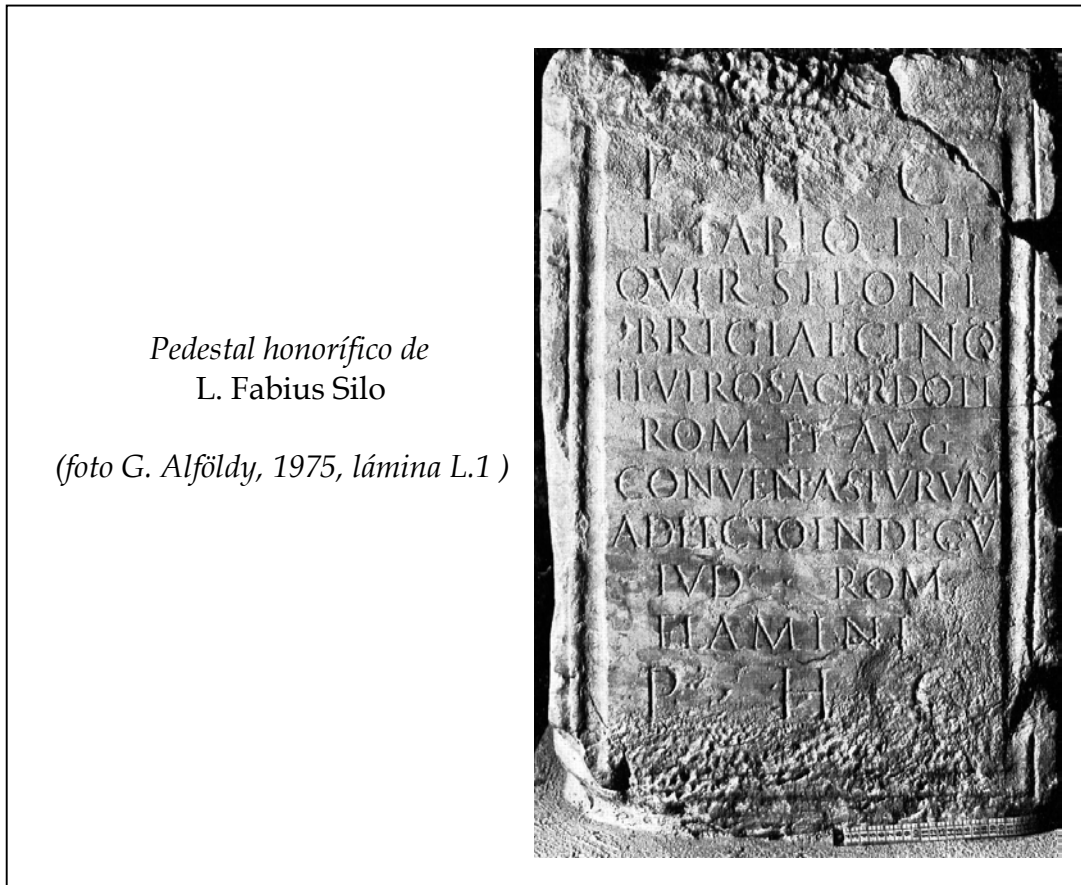 Pedestal honorífico de
L. Fabius Silo
(foto G. Alföldy, 1975, lámina L.1 )
P H C
L · FABIO · L · F
QVIR · SILONI
BRIGIAECINO
II VIRO SACERDOTI
ROM · ET · AVG
CONVEN ASTVRVM
ADLECTO IN DECV
IVD · ROM
FLAMINI
P · H · C